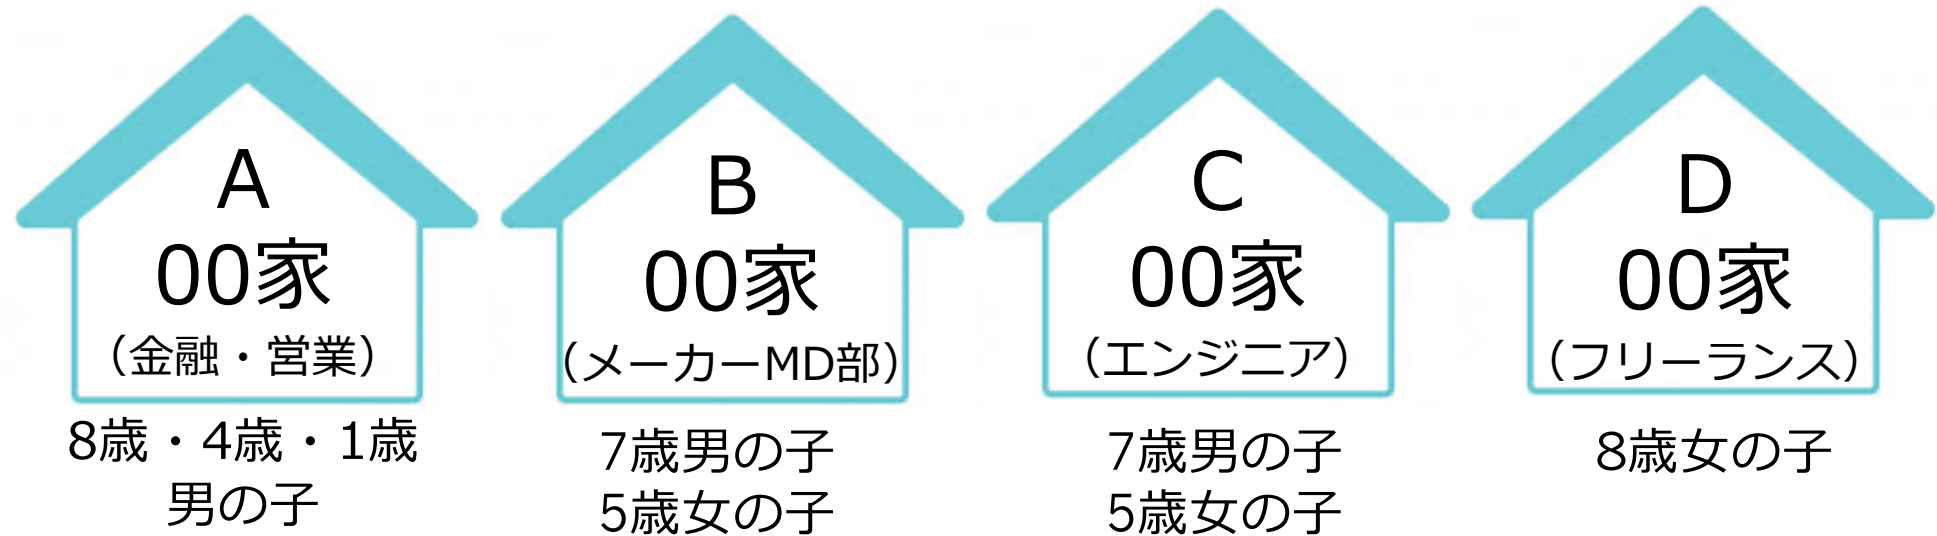 A
00家
（金融・営業）
8歳・4歳・1歳
男の子
B
00家
（メーカーMD部）
7歳男の子
5歳女の子
C
00家
（エンジニア）
7歳男の子
5歳女の子
D
00家
（フリーランス）
8歳女の子